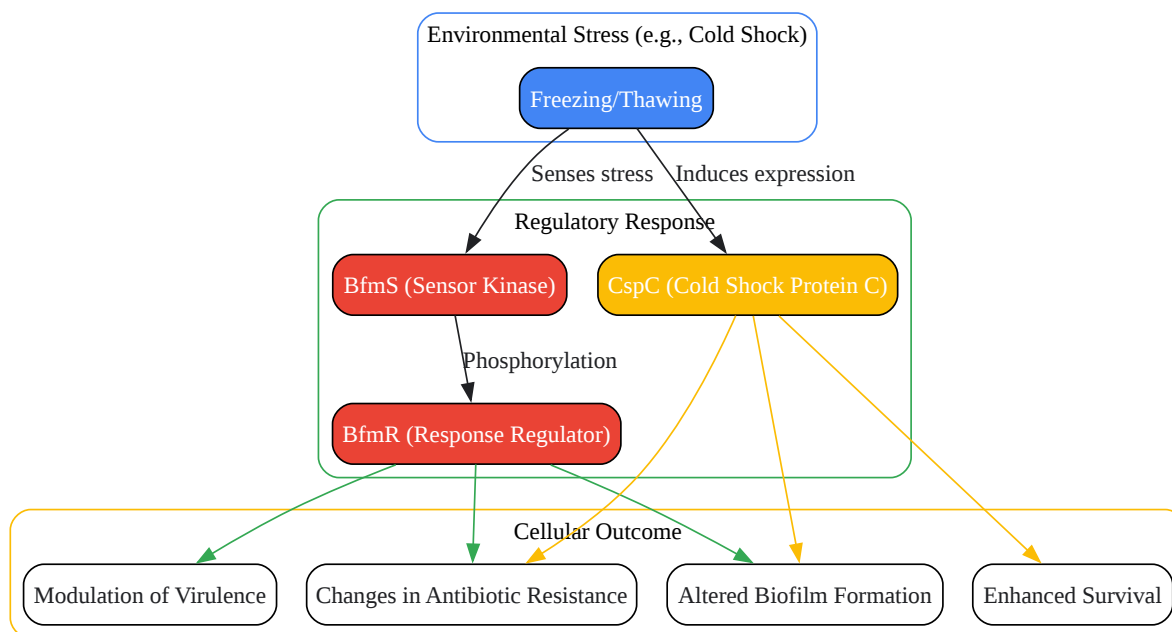 Environmental Stress (e.g., Cold Shock)
Freezing/Thawing
Senses stress
Induces expression
Regulatory Response
BfmS (Sensor Kinase)
CspC (Cold Shock Protein C)
Phosphorylation
BfmR (Response Regulator)
Cellular Outcome
Modulation of Virulence
Changes in Antibiotic Resistance
Altered Biofilm Formation
Enhanced Survival